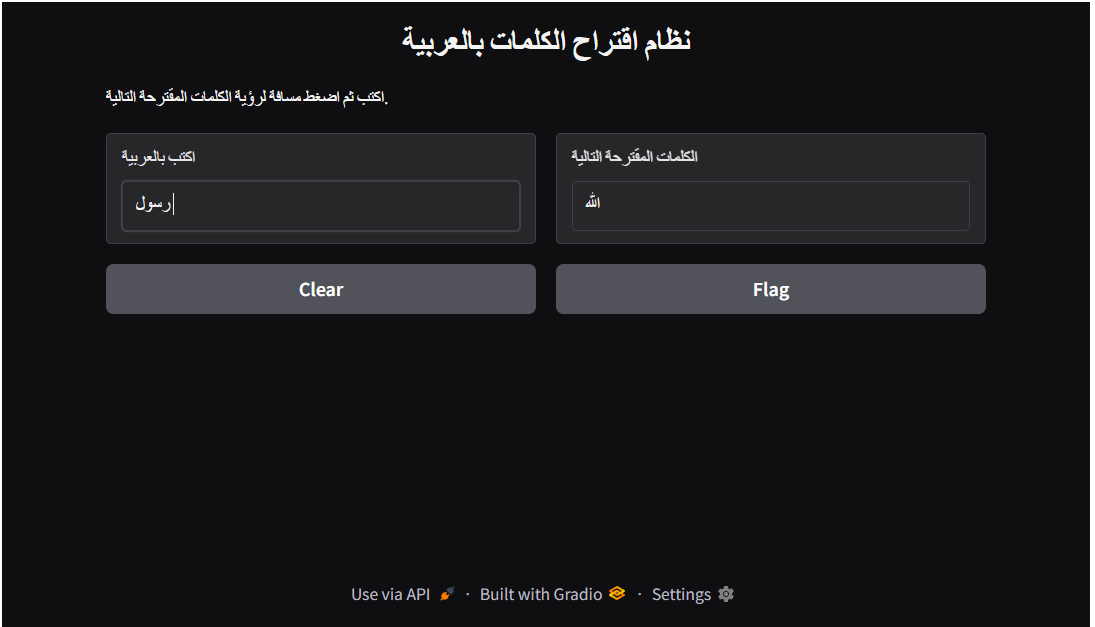 نظام اقتراح الكلمات بالعربية
اكتب ثم اضغط مسافة لرؤية الكلمات المقترحة التالية.
اكتب بالعربية
رسول
الكلمات المقترحة التالية
الله
Clear
Flag
Use via API · Built with Gradio · Settings